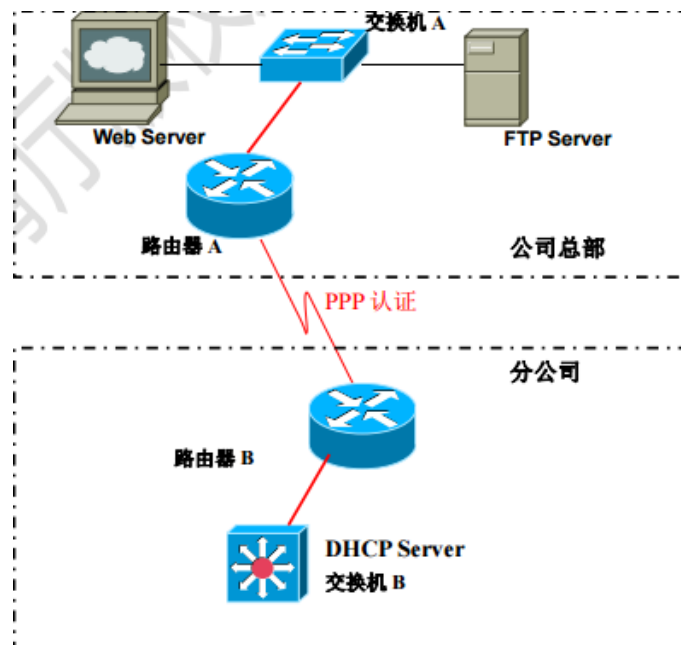 交换机 A
Web Server
FTP Server
路由器 A
公司总部
PPP 认证
分公司
路由器 B
DHCP Server
交换机 B